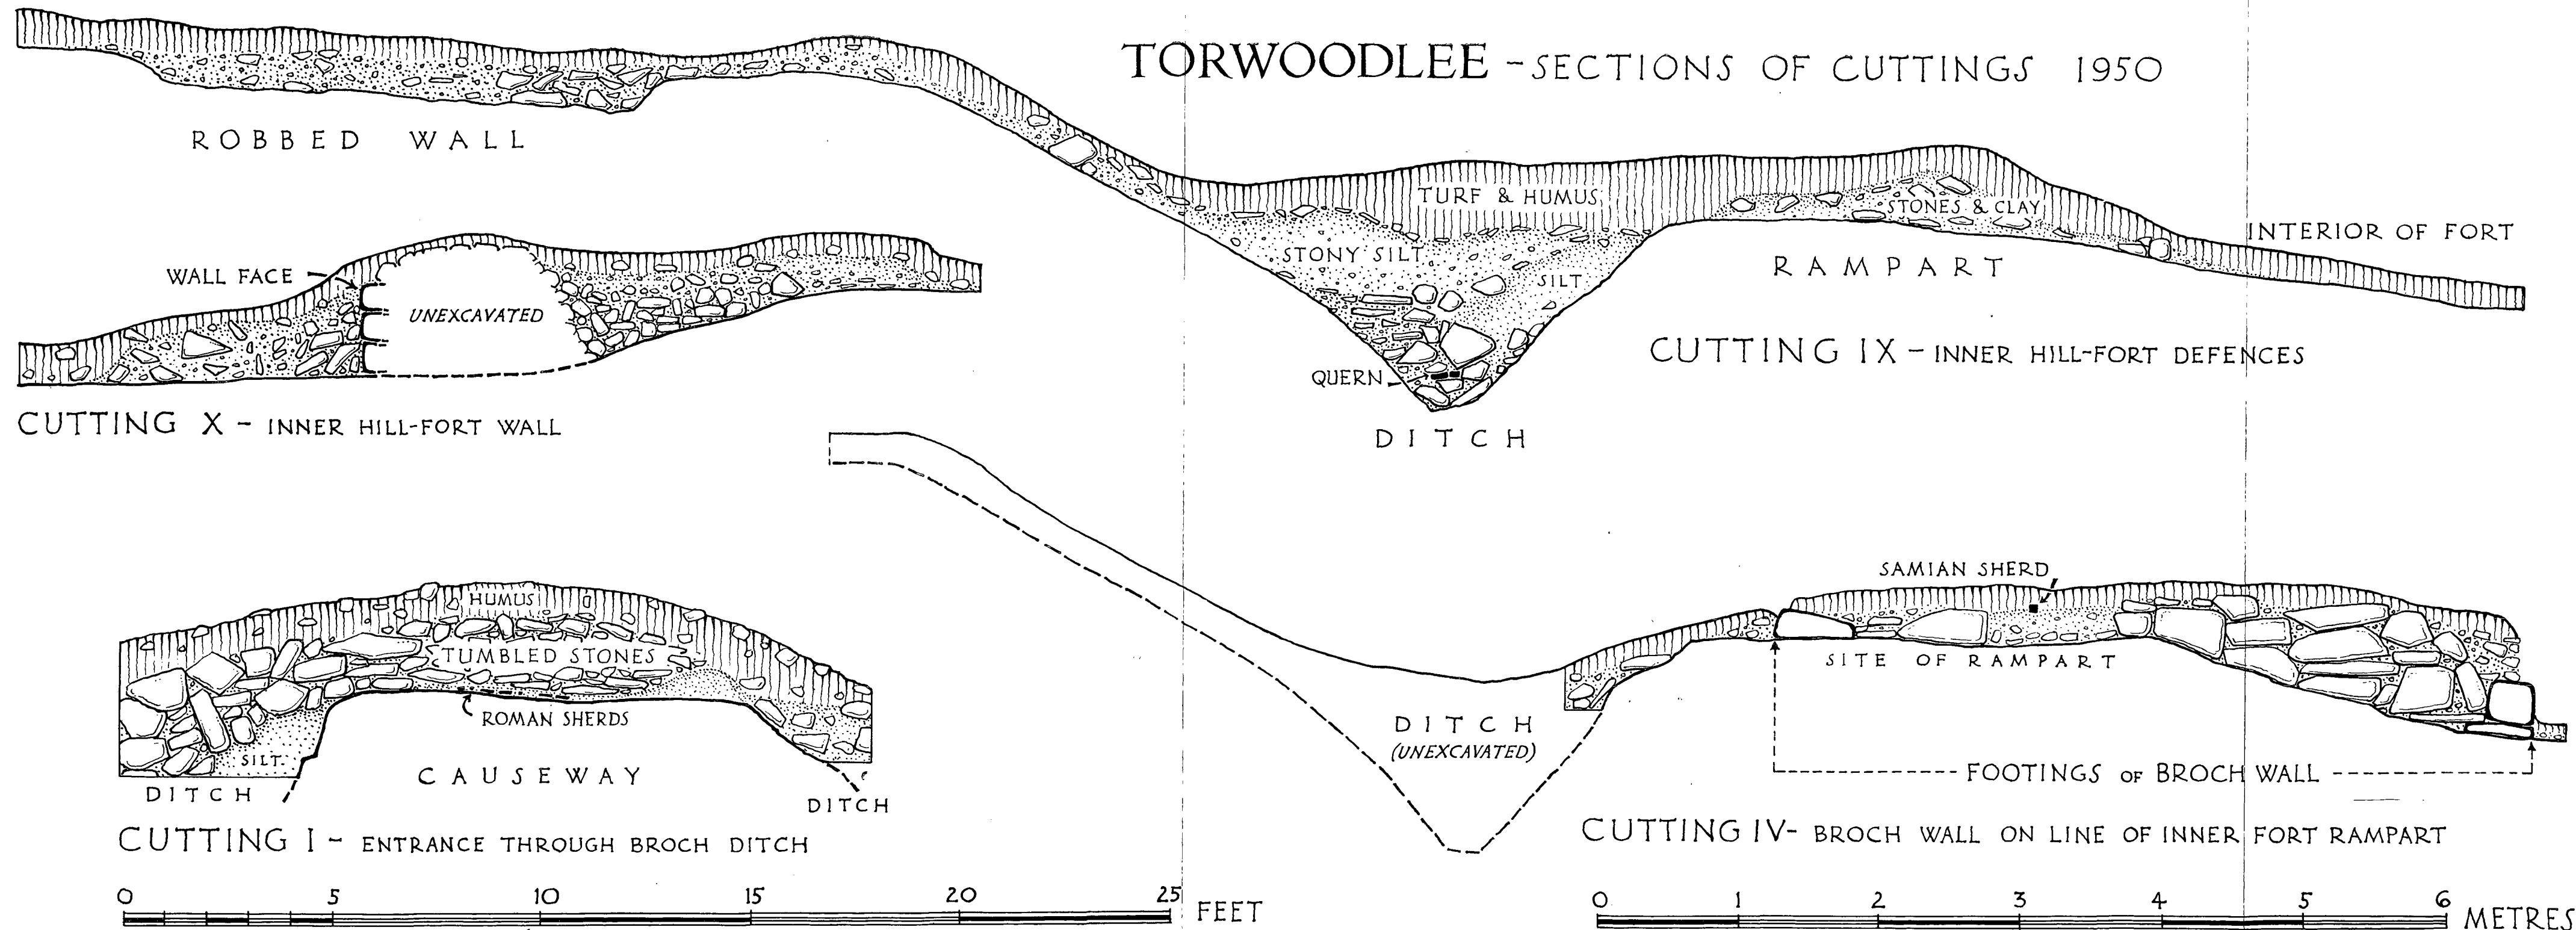 TORWOODLEE - SECTIONS OF CUTTINGS 1950
ROBBED WALL
TURF & HUMUS
STONES & CLAY
INTERIOR OF FORT
STONY SILT
SILT
RAMPART
QUERN
DITCH
CUTTING IX - INNER HILL-FORT DEFENCES
WALL FACE
UNEXCAVATED
CUTTING X - INNER HILL-FORT WALL
HUMUS
TUMBLED STONES
ROMAN SHERDS
SILT
CAUSEWAY
DITCH
DITCH
CUTTING I - ENTRANCE THROUGH BROCH DITCH
SAMIAN SHERD
SITE OF RAMPART
DITCH
(UNEXCAVATED)
FOOTINGS OF BROCH WALL
CUTTING IV - BROCH WALL ON LINE OF INNER FORT RAMPART
0 5 10 15 20 25 FEET
0 1 2 3 4 5 6 METRES